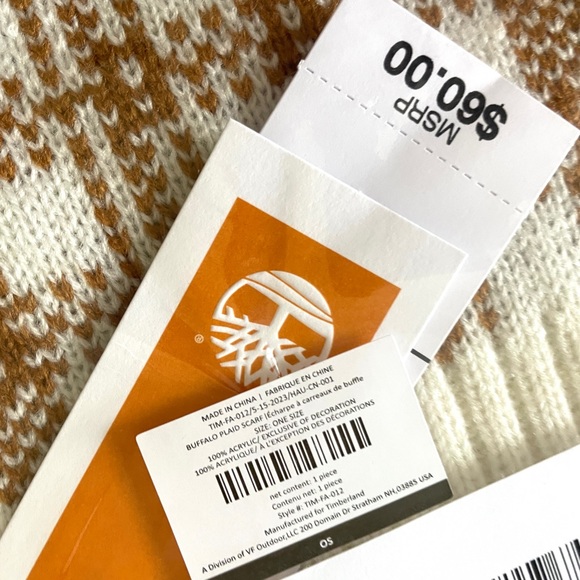 MSRP
$60.00
®
MADE IN CHINA | FABRIQUE EN CHINE
TIM-FA-012/5-15-2023/HAU-CN-001
BUFFALO PLAID SCARF (Écharpe à carreaux de buffle
SIZE: ONE SIZE
100% ACRYLIC/ EXCLUSIVE OF DECORATION
100% ACRYLIQUE/ À L'EXCEPTION DES DÉCORATIONS
net content: 1 piece
Contenu net: 1 piece
Style #: TIM-FA-012
Manufactured for Timberland
A Division of VF Outdoor,LLC 200 Domain Dr Stratham NH,03885 USA
OS